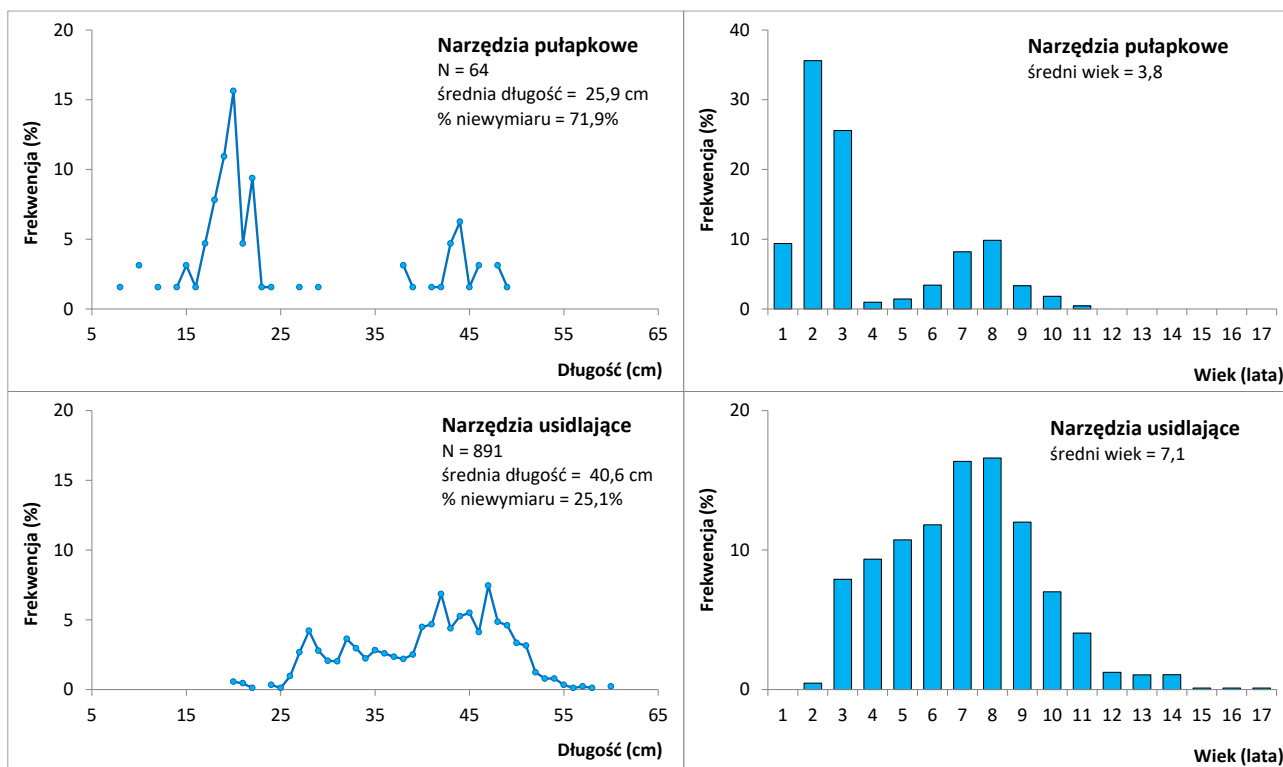 Narzędzia pułapkowe
N = 64
średnia długość = 25,9 cm
% niewymiaru = 71,9%
Frekwencja (%)
20
15
10
5
0
5 15 25 35 45 55 65
Długość (cm)
Narzędzia pułapkowe
średni wiek = 3,8
Frekwencja (%)
40
30
20
10
0
1 2 3 4 5 6 7 8 9 10 11 12 13 14 15 16 17
Wiek (lata)
Narzędzia usidlające
N = 891
średnia długość = 40,6 cm
% niewymiaru = 25,1%
Frekwencja (%)
20
15
10
5
0
5 15 25 35 45 55 65
Długość (cm)
Narzędzia usidlające
średni wiek = 7,1
Frekwencja (%)
20
10
0
1 2 3 4 5 6 7 8 9 10 11 12 13 14 15 16 17
Wiek (lata)